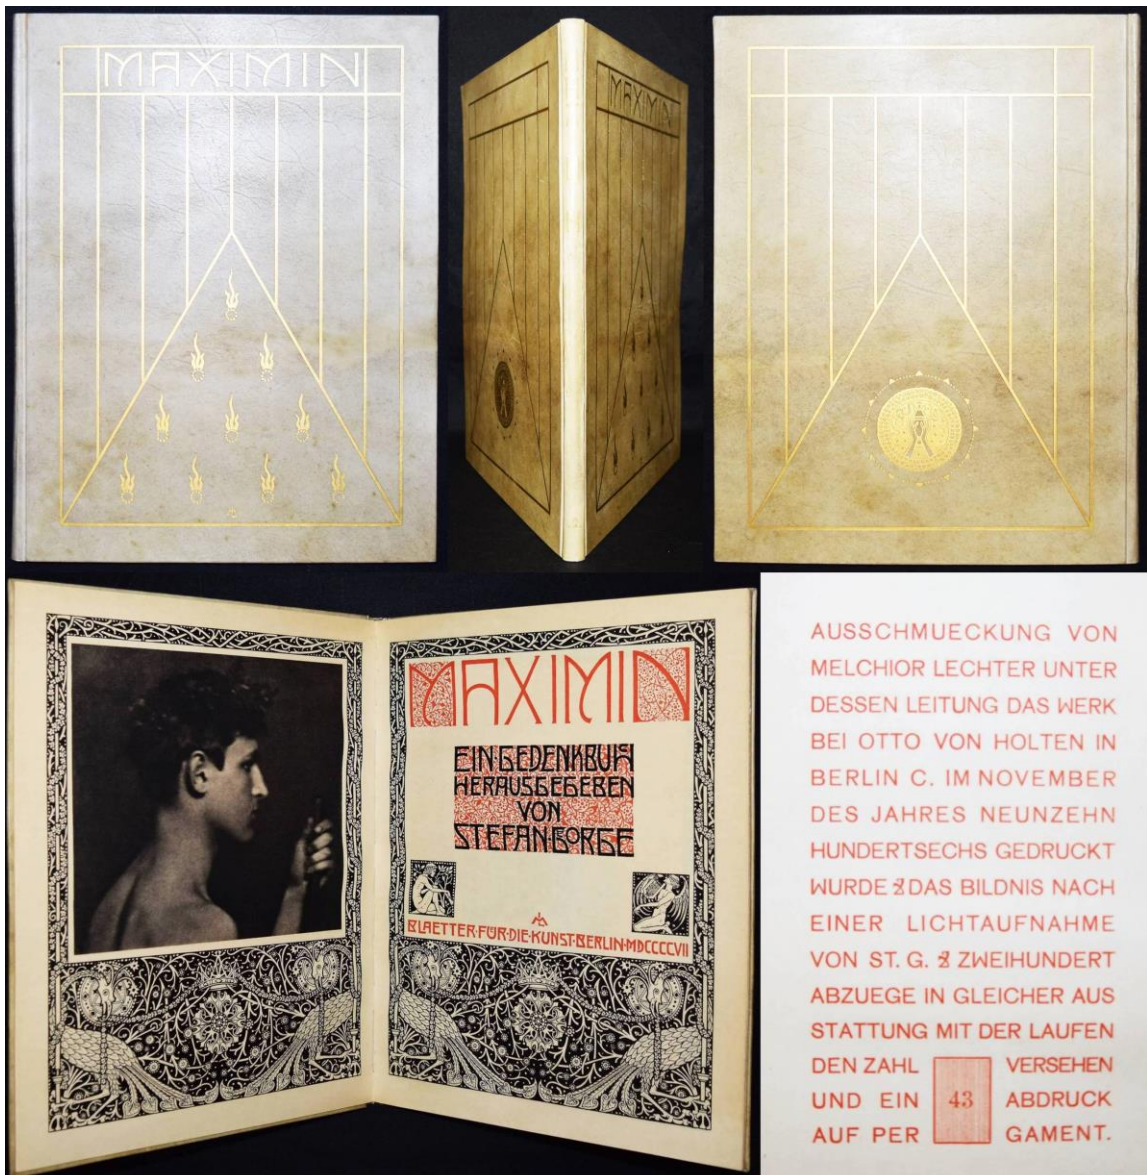 MAXIMIN
MAXIMIN
MAXIMIN
EIN GEDENKBUCH
HERAUSGEGEBEN
VON
STEFAN GEORGE
BLAETTER·FÜR·DIE·KUNST·BERLIN·MDCCCCVII
AUSSCHMUECKUNG VON
MELCHIOR LECHTER UNTER
DESSEN LEITUNG DAS WERK
BEI OTTO VON HOLTEN IN
BERLIN C. IM NOVEMBER
DES JAHRES NEUNZEHN
HUNDERTSECHS GEDRUCKT
WURDE DAS BILDNIS NACH
EINER LICHTAUFNAHME
VON ST. G. ZWEIHUNDERT
ABZUEGE IN GLEICHER AUS
STATTUNG MIT DER LAUFEN
DEN ZAHL VERSEHEN
UND EIN 43 ABDRUCK
AUF PER GAMENT.